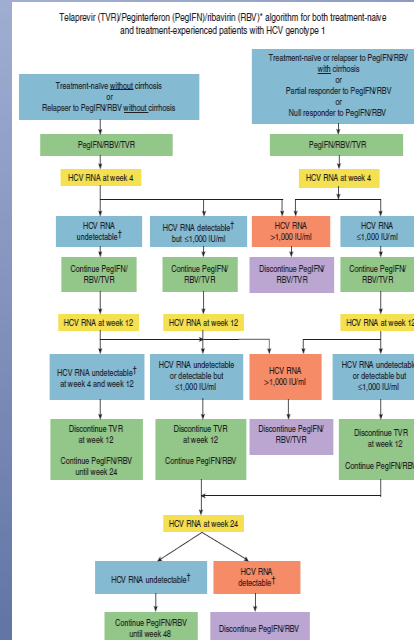 Telaprevir (TVR)/Peginterferon (PegIFN)/ribavirin (RBV)* algorithm for both treatment-naive
and treatment-experienced patients with HCV genotype 1
Treatment-naïve without cirrhosis
or
Relapser to PegIFN/RBV without cirrhosis
Treatment-naïve or relapser to PegIFN/RBV
with cirrhosis
or
Partial responder to PegIFN/RBV
or
Null responder to PegIFN/RBV
PegIFN/RBV/TVR
PegIFN/RBV/TVR
HCV RNA at week 4
HCV RNA at week 4
HCV RNA
undetectable†
HCV RNA detectable†
but ≤1,000 IU/ml
HCV RNA
>1,000 IU/ml
HCV RNA
≤1,000 IU/ml
Continue PegIFN/
RBV/TVR
Continue PegIFN/
RBV/TVR
Discontinue PegIFN/
RBV/TVR
Continue PegIFN/
RBV/TVR
HCV RNA at week 12
HCV RNA at week 12
HCV RNA at week 12
HCV RNA undetectable†
at week 4 and week 12
HCV RNA undetectable
or detectable but
≤1,000 IU/ml
HCV RNA
>1,000 IU/ml
HCV RNA undetectable
or detectable but
≤1,000 IU/ml
Discontinue TVR
at week 12
Continue PegIFN/RBV
until week 24
Discontinue TVR
at week 12
Continue PegIFN/RBV
Discontinue PegIFN/
RBV/TVR
Discontinue TVR
at week 12
Continue PegIFN/RBV
HCV RNA at week 24
HCV RNA undetectable†
HCV RNA
detectable†
Continue PegIFN/RBV
until week 48
Discontinue PegIFN/RBV